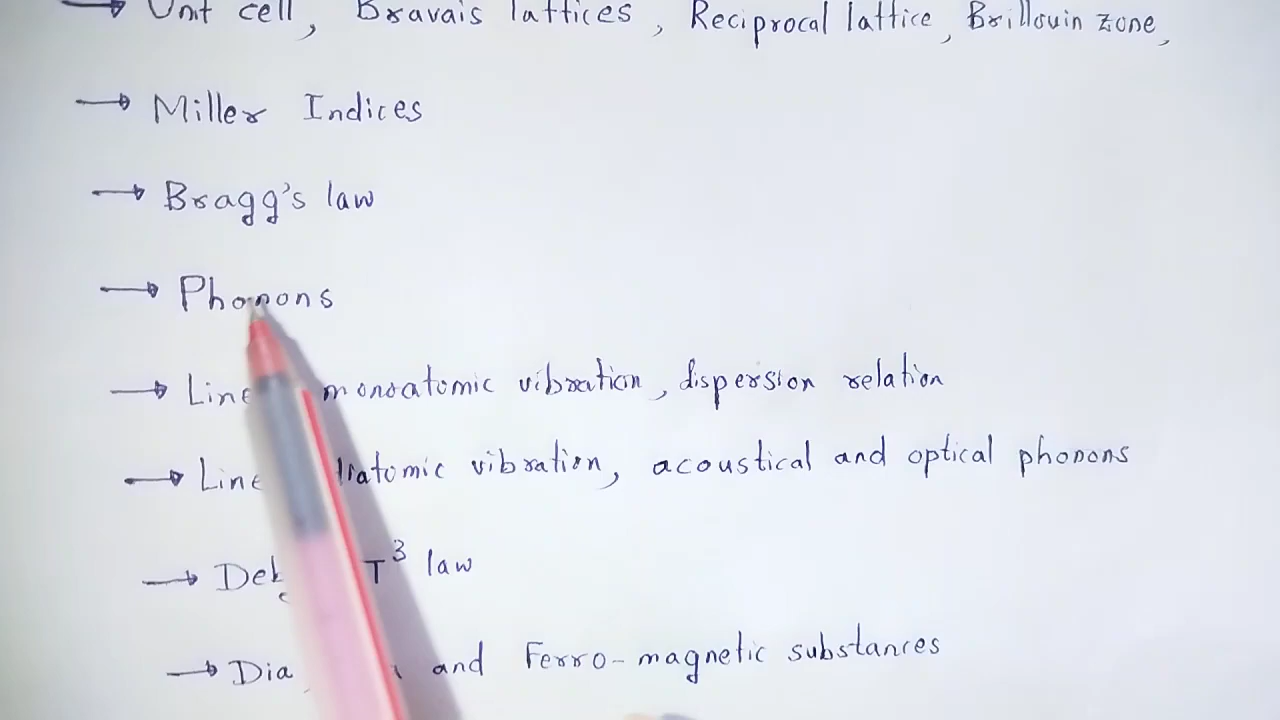 → Unit cell, Bravais lattices, Reciprocal lattice, Brillouin zone,
→ Miller Indices
→ Bragg's law
→ Phonons
→ Line monoatomic vibration, dispersion relation
→ Line diatomic vibration, acoustical and optical phonons
→ Deb T³ law
→ Dia and Ferro-magnetic substances